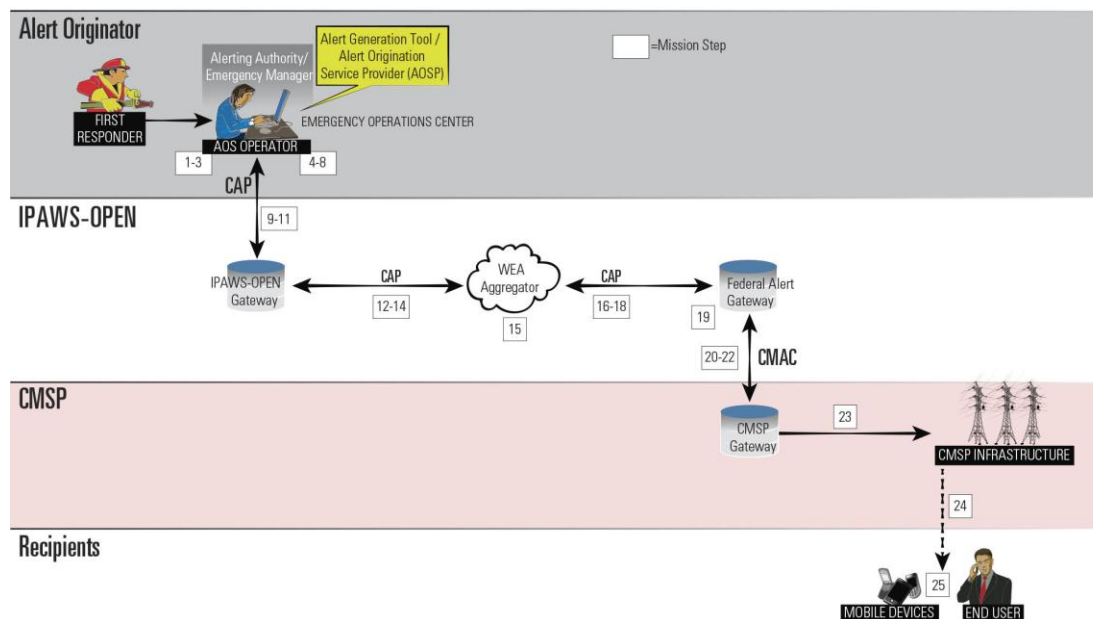 Alert Originator
Alerting Authority/
Emergency Manager
Alert Generation Tool /
Alert Origination
Service Provider (AOSP)
=Mission Step
FIRST
RESPONDER
EMERGENCY OPERATIONS CENTER
AOS OPERATOR
1-3
4-8
CAP
IPAWS-OPEN
9-11
IPAWS-OPEN
Gateway
CAP
12-14
WEA
Aggregator
15
CAP
16-18
Federal Alert
Gateway
19
20-22
CMAC
CMSP
CMSP
Gateway
23
CMSP INFRASTRUCTURE
24
Recipients
25
MOBILE DEVICES
END USER